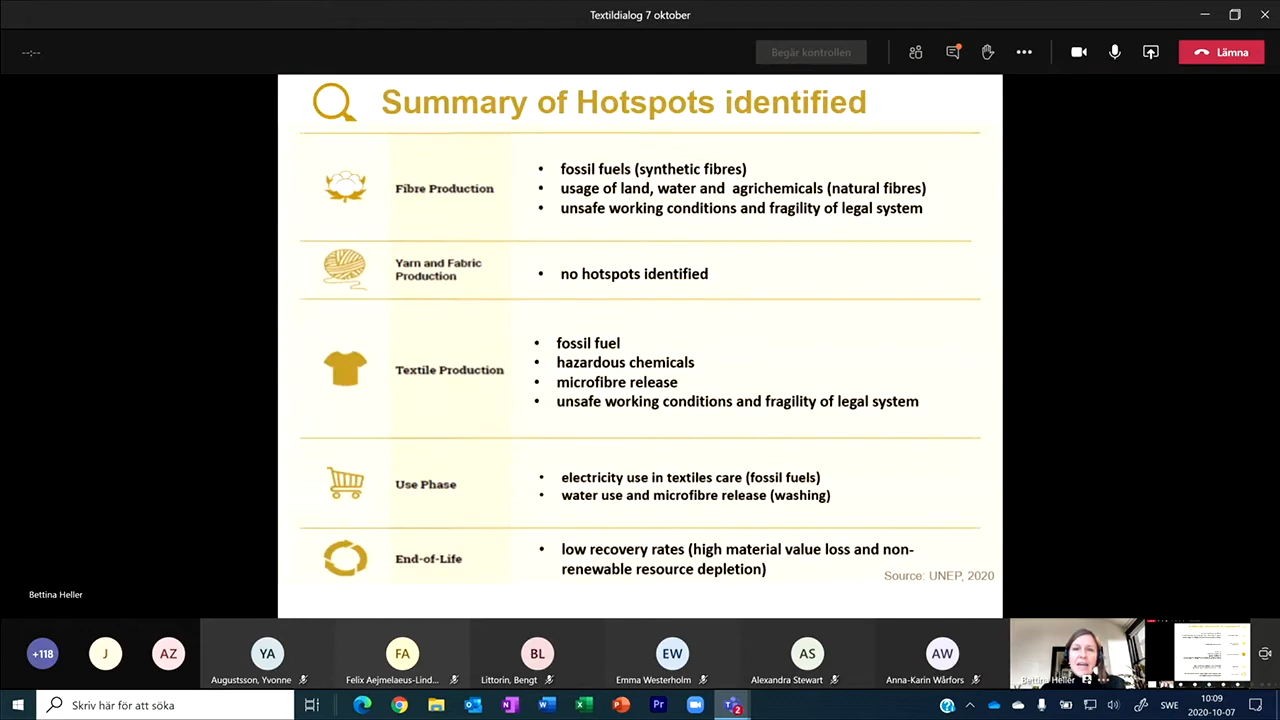 Textildialog 7 oktober
--:--
Begär kontrollen
Lämna
Summary of Hotspots identified
Fibre Production
• fossil fuels (synthetic fibres)
• usage of land, water and agrichemicals (natural fibres)
• unsafe working conditions and fragility of legal system
Yarn and Fabric
Production
• no hotspots identified
Textile Production
• fossil fuel
• hazardous chemicals
• microfibre release
• unsafe working conditions and fragility of legal system
Use Phase
• electricity use in textiles care (fossil fuels)
• water use and microfibre release (washing)
End-of-Life
• low recovery rates (high material value loss and non-
renewable resource depletion)
Source: UNEP, 2020
Bettina Heller
+118
J
AZ
YA
FA
BL
EW
AS
AW
Augustsson, Yvonne
Felix Aejmelaeus-Lind...
Littorin, Bengt
Emma Westerholm
Alexandra Stewart
Anna-Karin Wärfors
Bettina Heller
Skriv här för att söka
SWE
10:09
2020-10-07